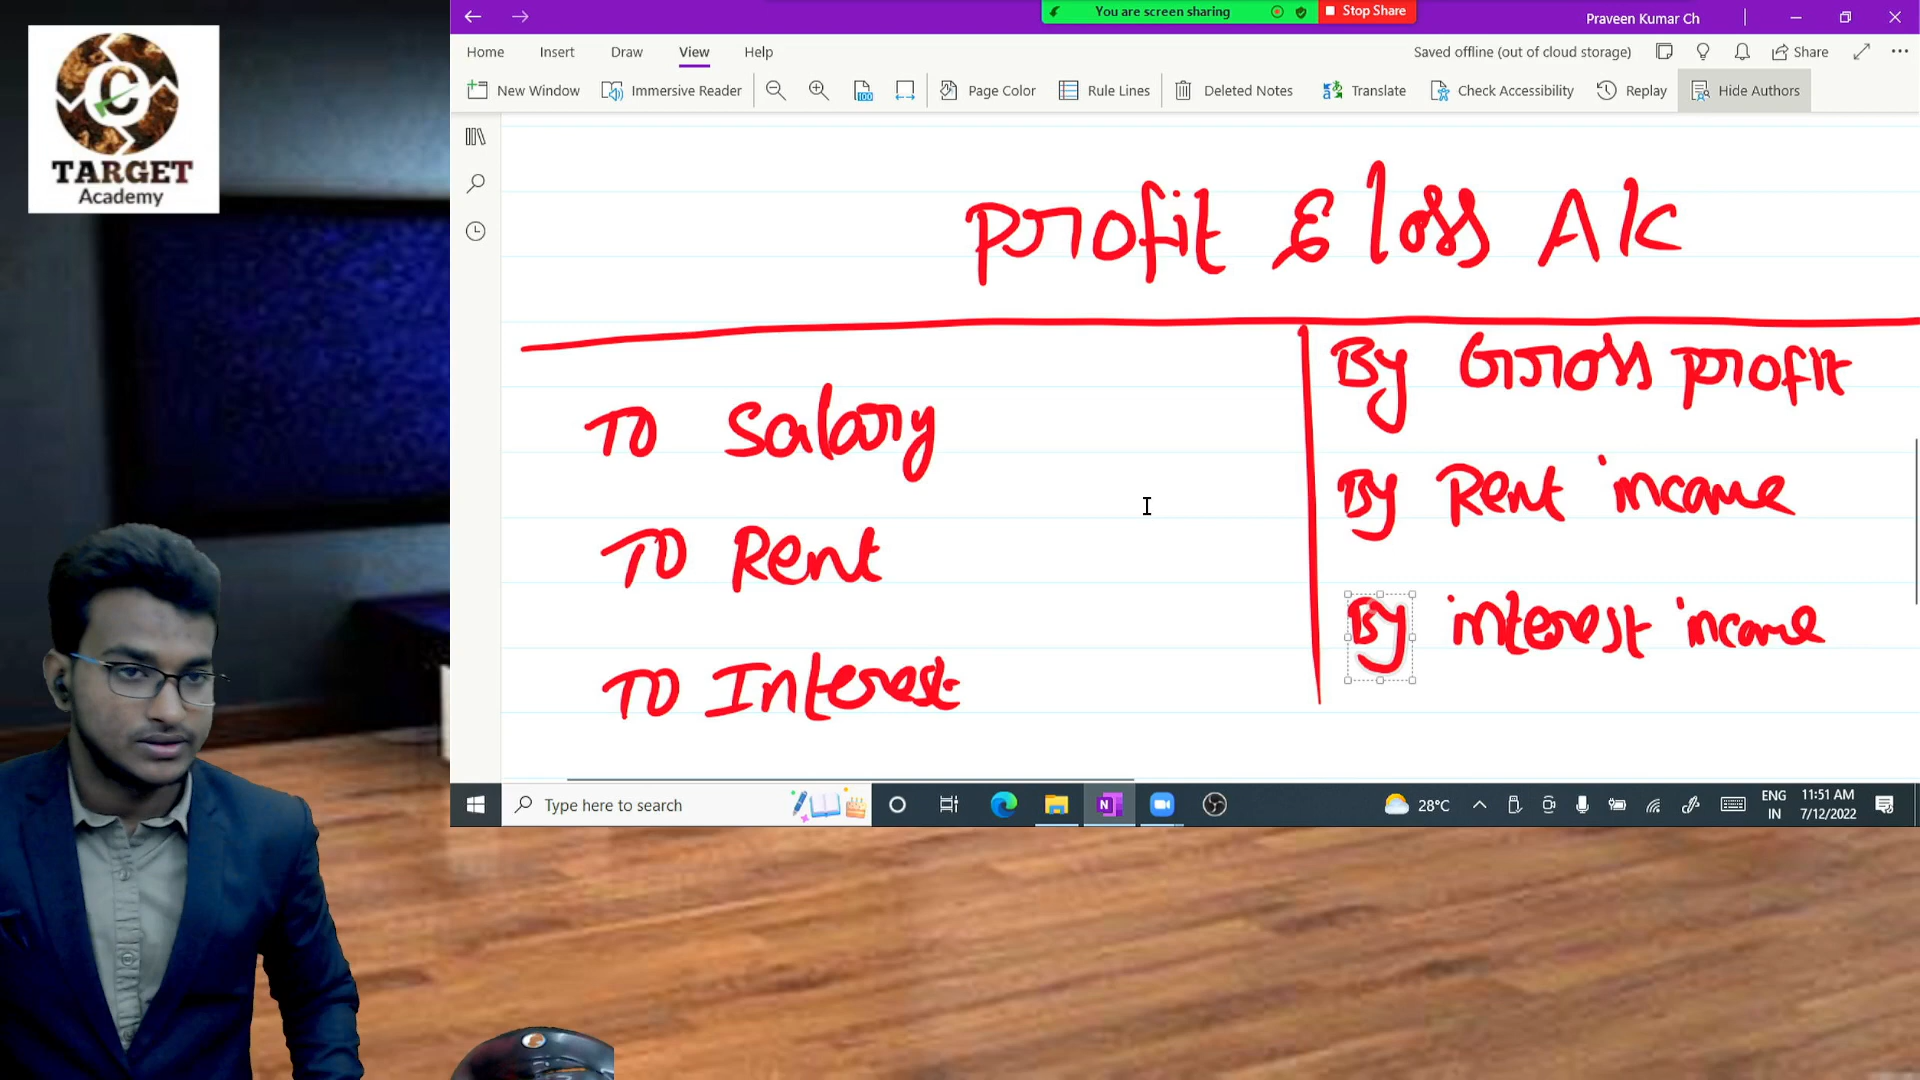 TARGET
Academy
You are screen sharing
Stop Share
Praveen Kumar Ch
Home Insert Draw View Help
Saved offline (out of cloud storage)
Share
New Window Immersive Reader 100 Page Color Rule Lines Deleted Notes Translate Check Accessibility Replay Hide Authors
Profit & loss A/c
By Gross profit
To Salary
By Rent income
To Rent
By interest income
To Interest
Type here to search
28°C
ENG
IN
11:51 AM
7/12/2022